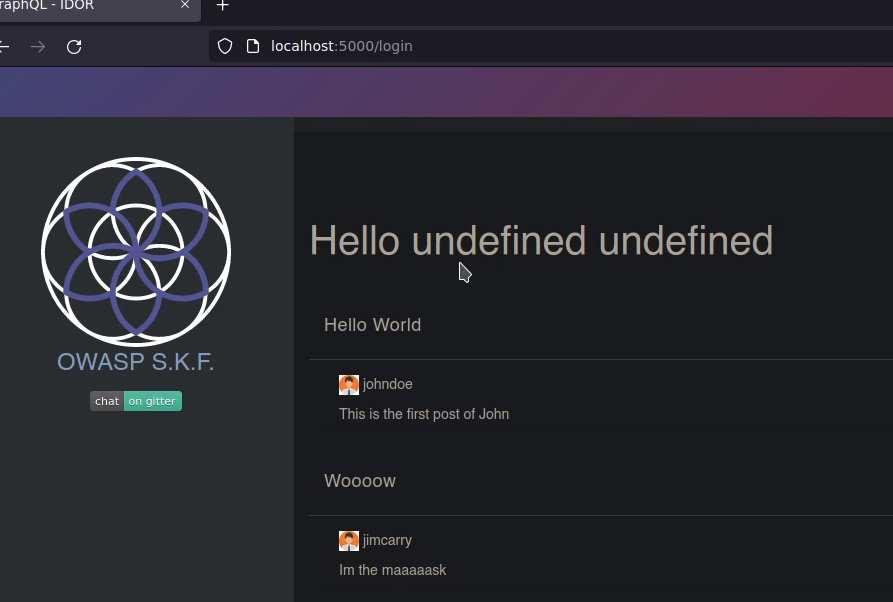 raphQL - IDOR
localhost:5000/login
OWASP S.K.F.
chat on gitter
Hello undefined undefined
Hello World
johndoe
This is the first post of John
Woooow
jimcarry
Im the maaaaask